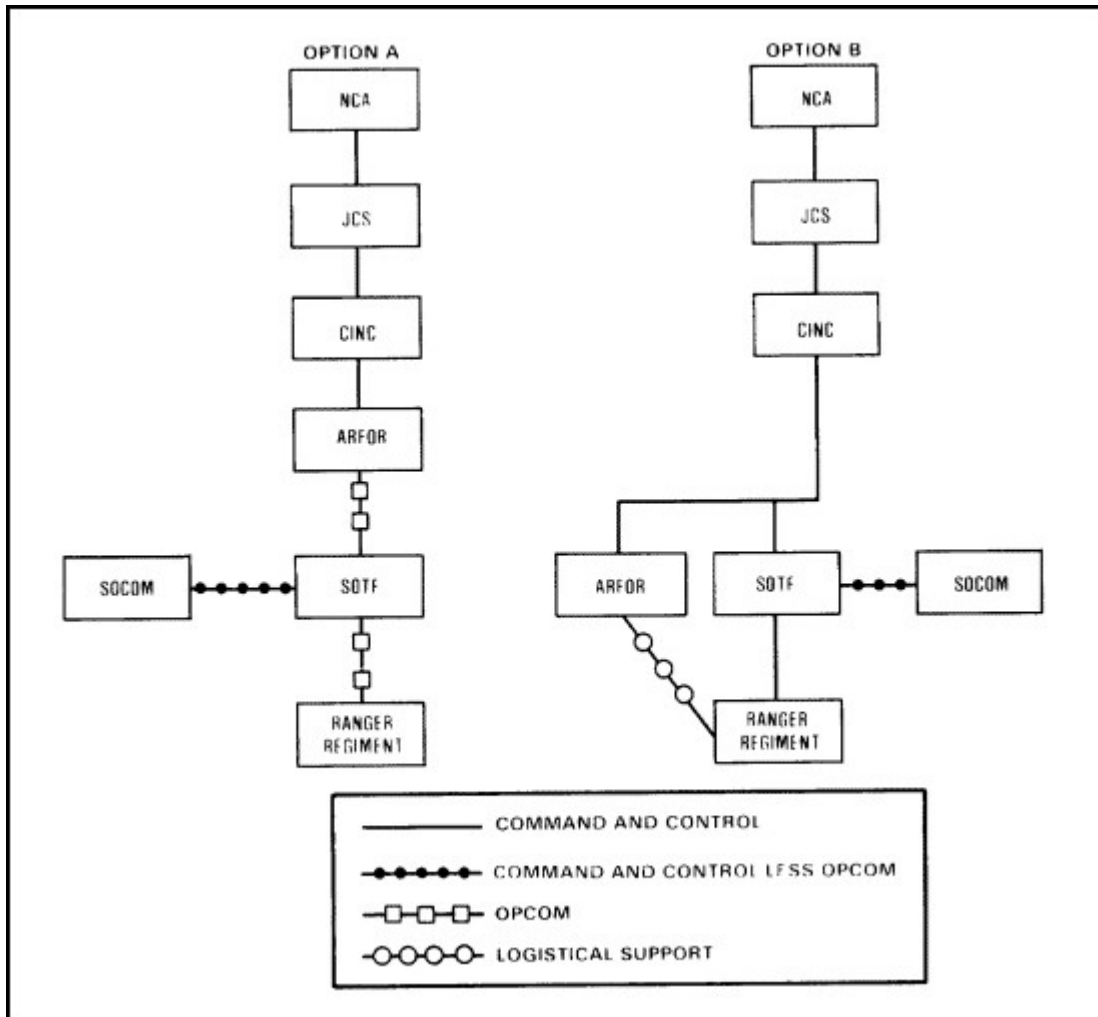 OPTION A
NCA
JCS
CINC
ARFOR
SOCOM
SOTF
RANGER
REGIMENT
OPTION B
NCA
JCS
CINC
ARFOR
SOTF
SOCOM
RANGER
REGIMENT
COMMAND AND CONTROL
COMMAND AND CONTROL LESS OPCOM
OPCOM
LOGISTICAL SUPPORT